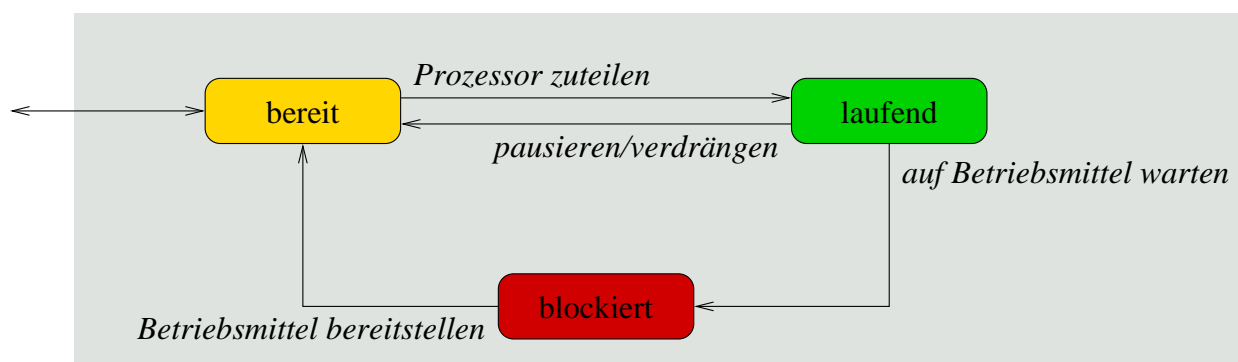 Prozessor zuteilen
bereit
laufend
pausieren/verdrängen
auf Betriebsmittel warten
blockiert
Betriebsmittel bereitstellen